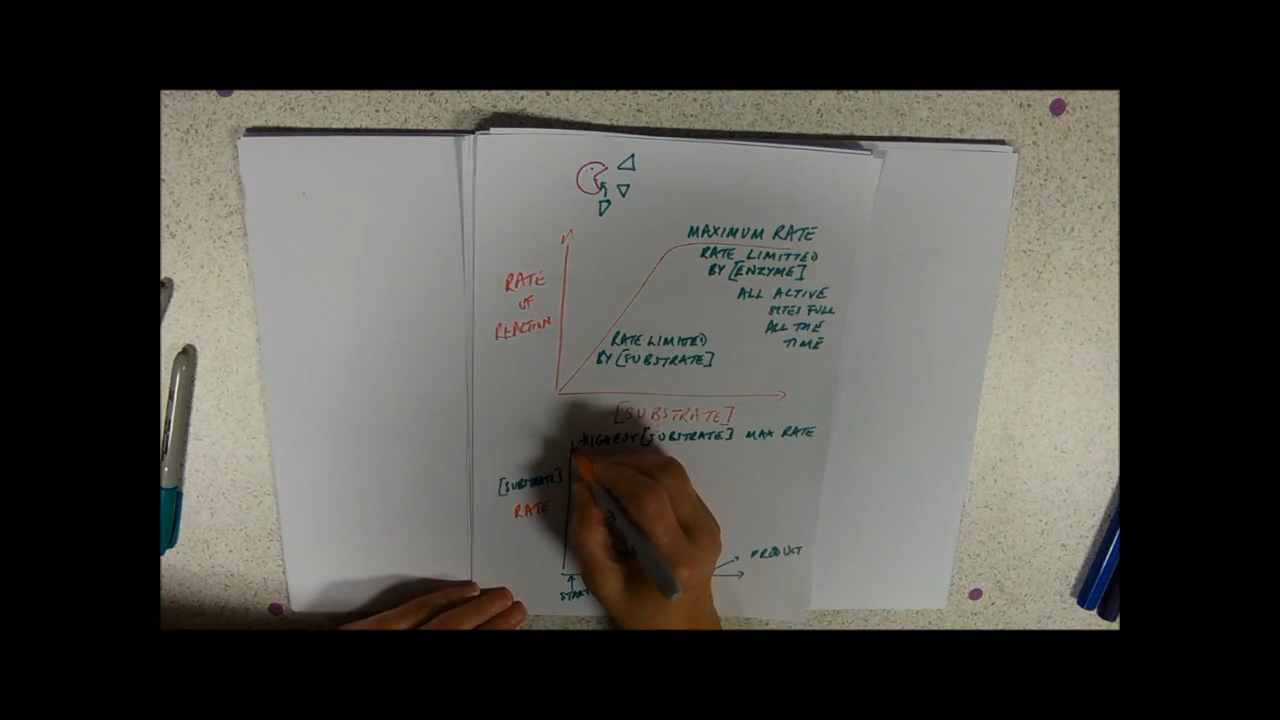 MAXIMUM RATE
RATE LIMITTED
BY [ENZYME]
ALL ACTIVE
SITES FULL
ALL THE
TIME
RATE
OF
REACTION
RATE LIMITED
BY [SUBSTRATE]
[SUBSTRATE]
HIGHEST [SUBSTRATE] MAX RATE
[SUBSTRATE]
RATE
PRODUCT
START